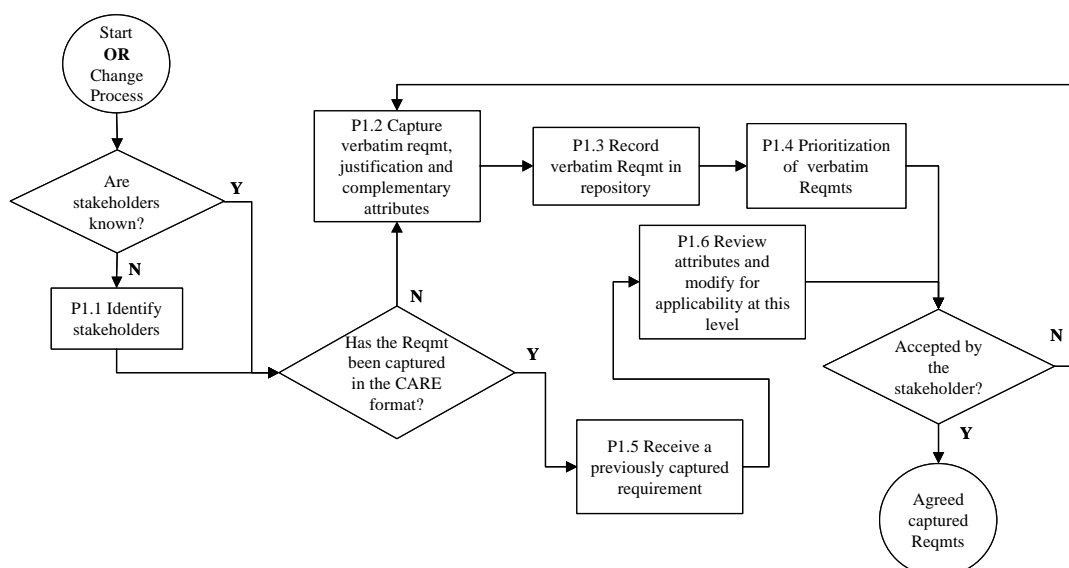 Start
OR
Change
Process
Are
stakeholders
known?
Y
N
P1.1 Identify
stakeholders
P1.2 Capture
verbatim reqmt,
justification and
complementary
attributes
P1.3 Record
verbatim Reqmt in
repository
P1.4 Prioritization
of verbatim
Reqmts
P1.6 Review
attributes and
modify for
applicability at this
level
N
Has the Reqmt
been captured
in the CARE
format?
Y
P1.5 Receive a
previously captured
requirement
Accepted by
the
stakeholder?
N
Y
Agreed
captured
Reqmts